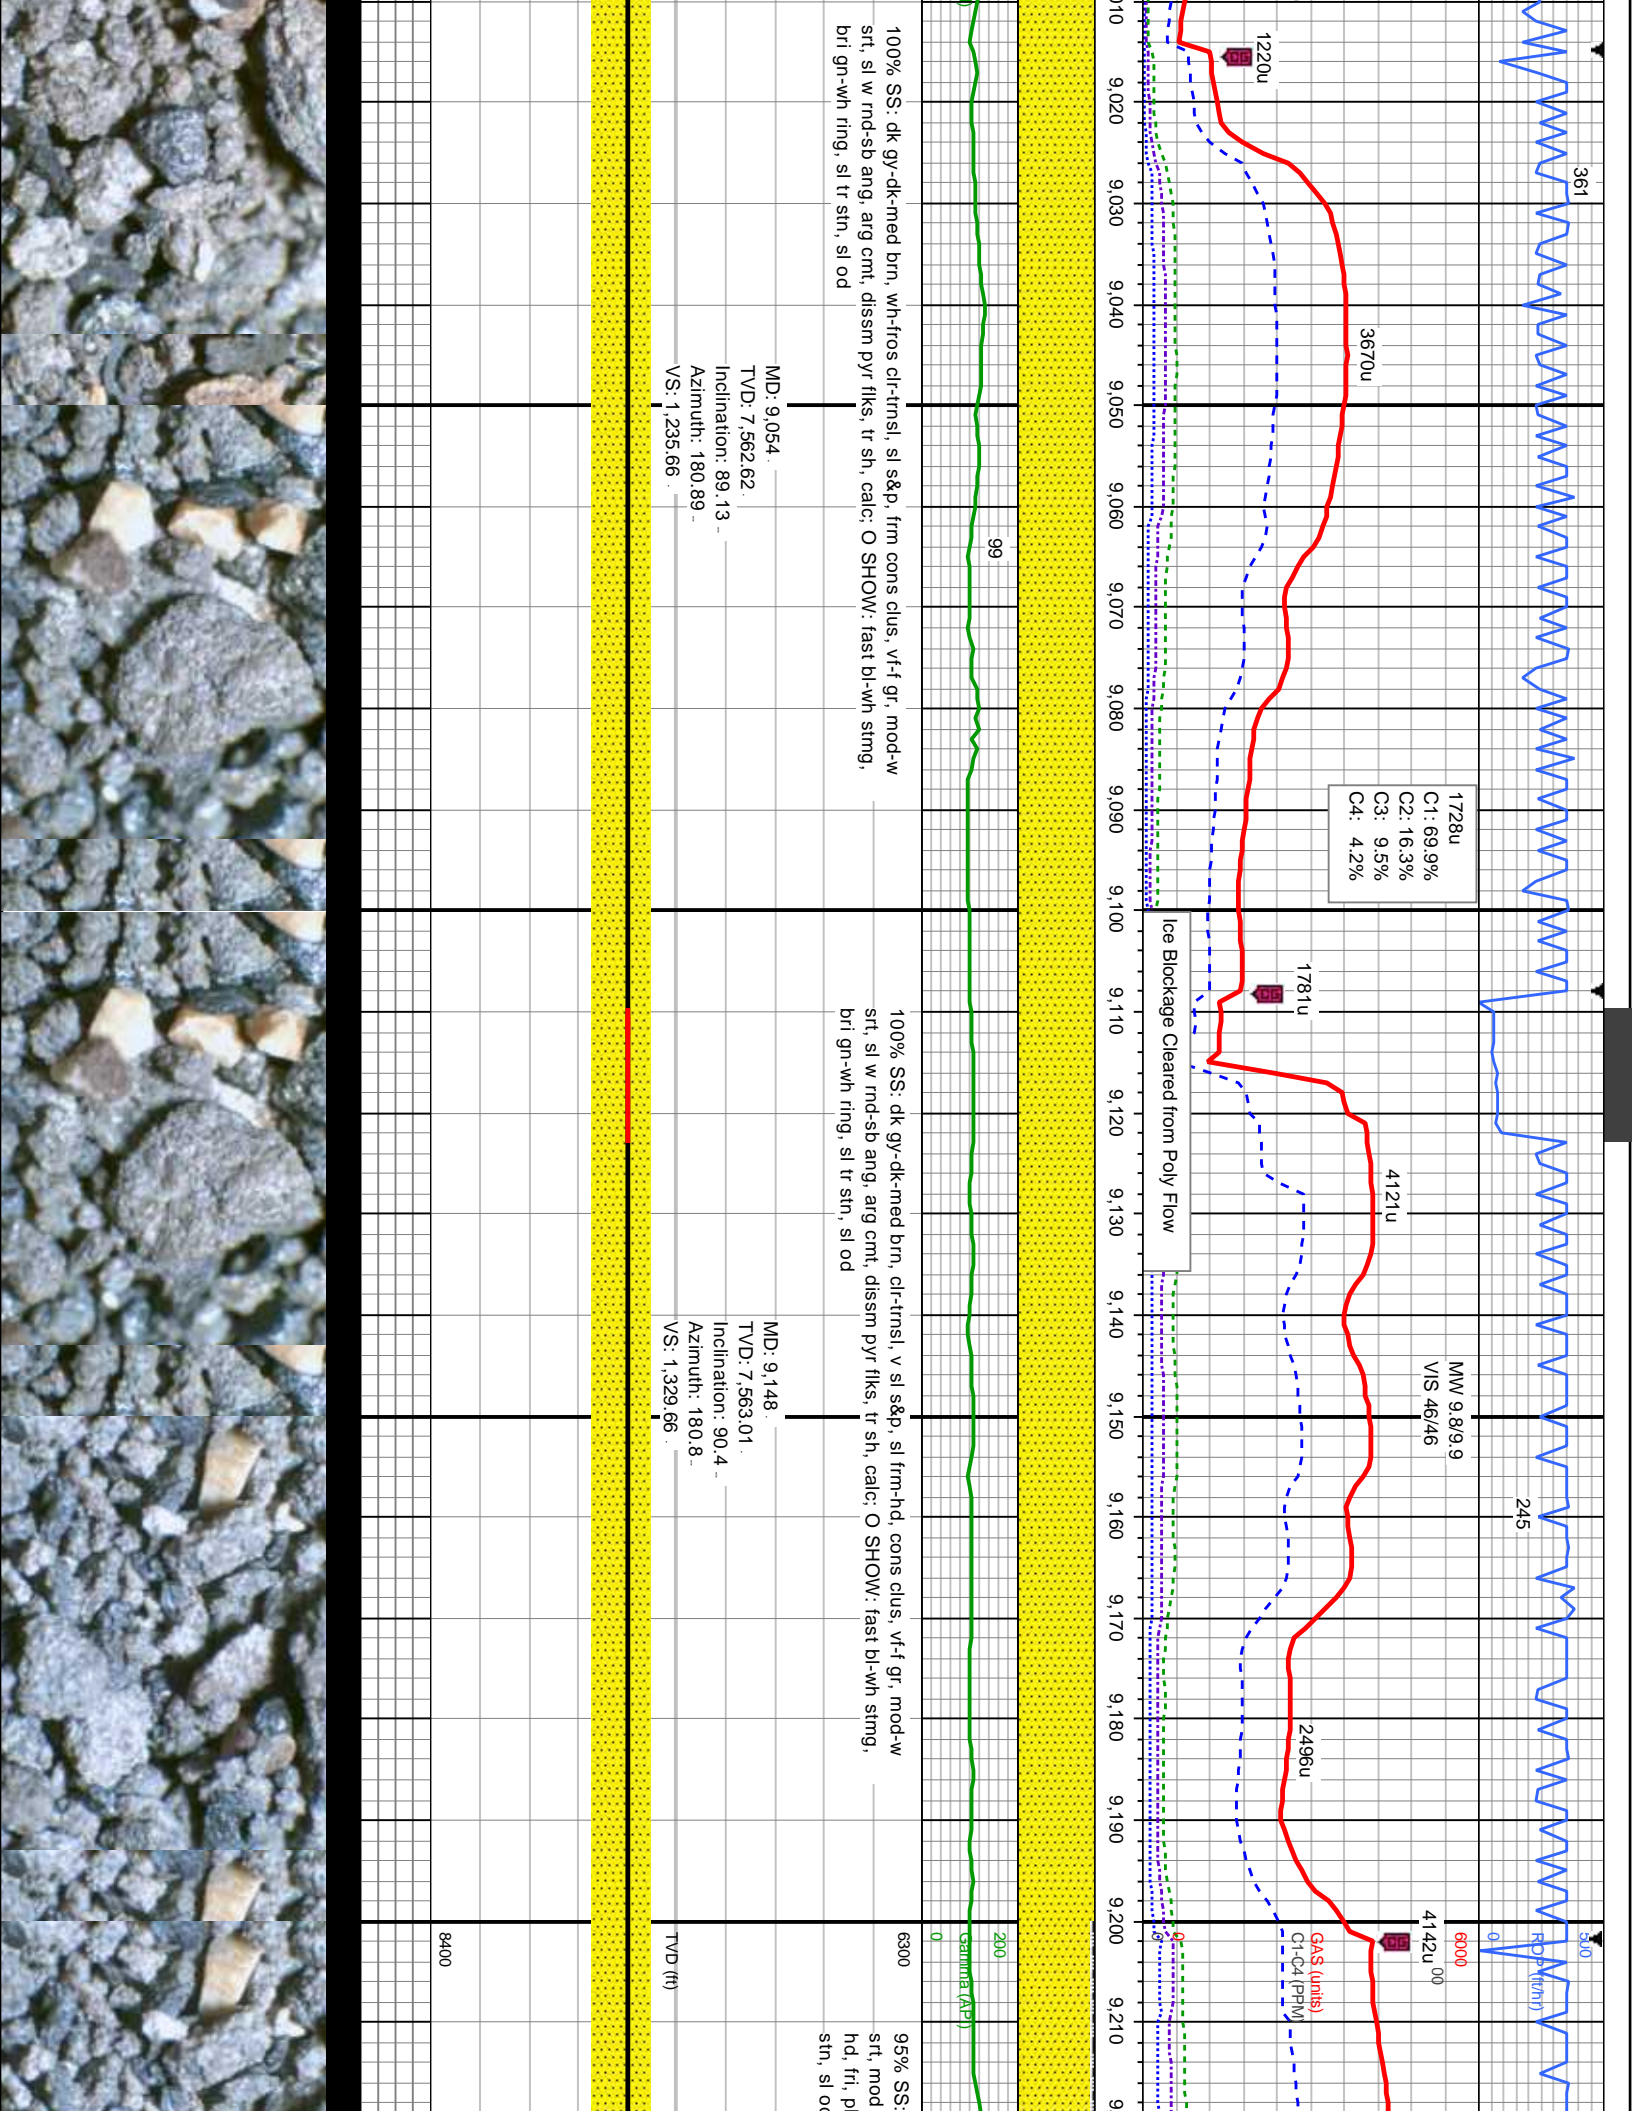 361
245
500
ROP (ft/hr)
0
1220u
3670u
1728u
C1: 69.9%
C2: 16.3%
C3: 9.5%
C4: 4.2%
1781u
4121u
MW 9.8/9.9
VIS 46/46
2496u
4142u
00
6000
GAS (units)
C1-C4 (PPM)
0
CG
CG
CG
Ice Blockage Cleared from Poly Flow
010
9,020
9,030
9,040
9,050
9,060
9,070
9,080
9,090
9,100
9,110
9,120
9,130
9,140
9,150
9,160
9,170
9,180
9,190
9,200
9,210
99
200
Gamma (API)
0
100% SS: dk gy-dk-med brn, wh-fros clr-trnsl, sl s&p, frm cons clus, vf-f gr, mod-w
srt, sl w rnd-sb ang, arg cmt, dissm pyr flks, tr sh, calc; O SHOW: fast bl-wh stmg,
bri gn-wh ring, sl tr stn, sl od
100% SS: dk gy-dk-med brn, clr-trnsl, v sl s&p, sl frm-hd, cons clus, vf-f gr, mod-w
srt, sl w rnd-sb ang, arg cmt, dissm pyr flks, tr sh, calc; O SHOW: fast bl-wh stmg,
bri gn-wh ring, sl tr stn, sl od
95% SS:
srt, mod
hd, fri, pl
stn, sl od
MD: 9,054
TVD: 7,562.62
Inclination: 89.13
Azimuth: 180.89
VS: 1,235.66
MD: 9,148
TVD: 7,563.01
Inclination: 90.4
Azimuth: 180.8
VS: 1,329.66
6300
TVD (ft)
8400